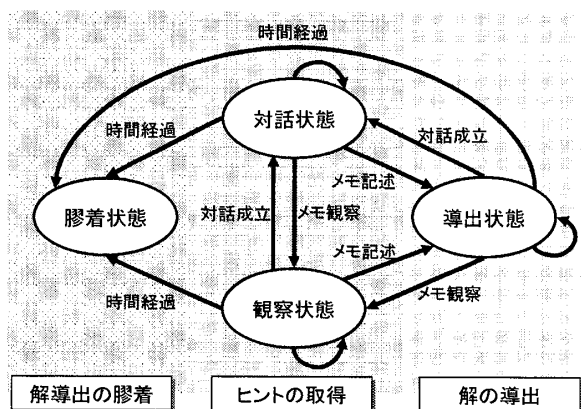 時間経過
対話状態
時間経過
対話成立
メモ記述
膠着状態
対話成立
メモ観察
導出状態
メモ記述
時間経過
観察状態
メモ観察
解導出の膠着
ヒントの取得
解の導出